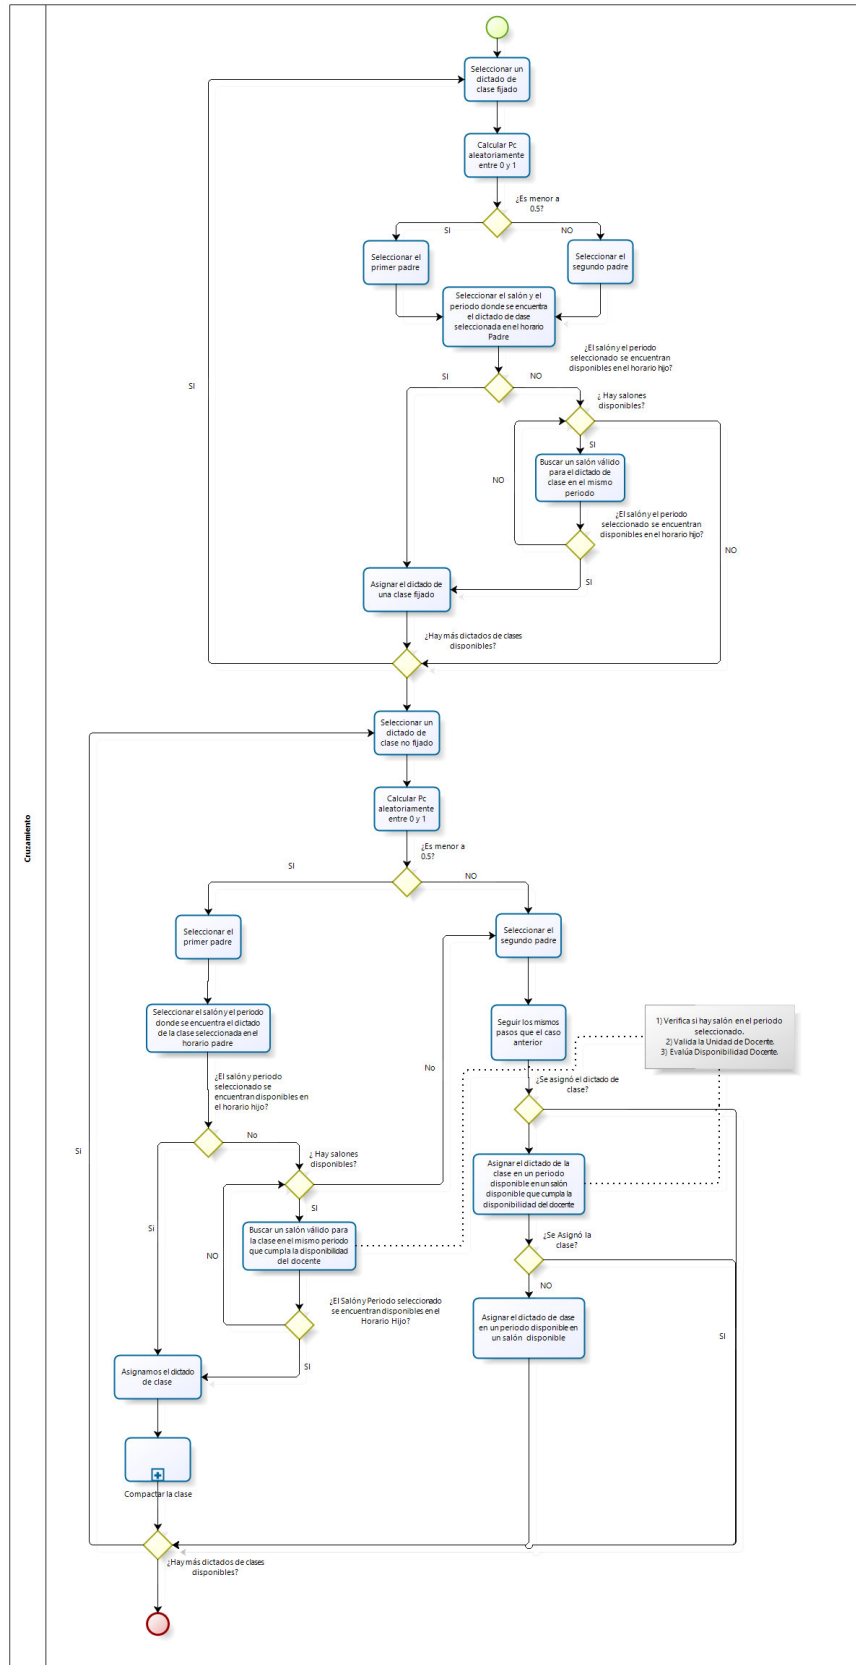 Cruzamiento
Seleccionar un
dictado de
clase fijado
Calcular Pc
aleatoriamente
entre 0 y 1
¿Es menor a
0.5?
SI
NO
Seleccionar el
primer padre
Seleccionar el
segundo padre
Seleccionar el salón y el
periodo donde se encuentra
el dictado de clase
seleccionada en el horario
Padre
¿El salón y el periodo
seleccionado se encuentran
disponibles en el horario hijo?
SI
SI
NO
¿ Hay salones
disponibles?
SI
Buscar un salón válido
para el dictado de
clase en el mismo
periodo
NO
¿El salón y el periodo
seleccionado se encuentran
disponibles en el horario hijo?
NO
SI
Asignar el dictado de
una clase fijado
¿Hay más dictados de clases
disponibles?
Seleccionar un
dictado de
clase no fijado
Calcular Pc
aleatoriamente
entre 0 y 1
¿Es menor a
0.5?
SI
NO
Seleccionar el
primer padre
Seleccionar el
segundo padre
Seleccionar el salón y el periodo
donde se encuentra el dictado
de la clase seleccionada en el
horario padre
Seguir los mismos
pasos que el caso
anterior
1) Verifica si hay salón en el periodo
seleccionado.
2) Valida la Unidad de Docente.
3) Evalúa Disponibilidad Docente.
No
¿El salón y periodo
seleccionado se
encuentran disponibles en
el horario hijo?
¿Se asignó el dictado de
clase?
Si
No
¿ Hay salones
disponibles?
Asignar el dictado de la
clase en un periodo
disponible en un salón
disponible que cumpla la
disponibilidad del docente
SI
Si
Buscar un salón válido para
la clase en el mismo periodo
que cumpla la disponibilidad
del docente
NO
¿Se Asignó la
clase?
NO
¿El Salón y Periodo seleccionado
se encuentran disponibles en el
Horario Hijo?
Asignar el dictado de clase
en un periodo disponible en
un salón disponible
SI
SI
Asignamos el dictado
de clase
Compactar la clase
¿Hay más dictados de clases
disponibles?